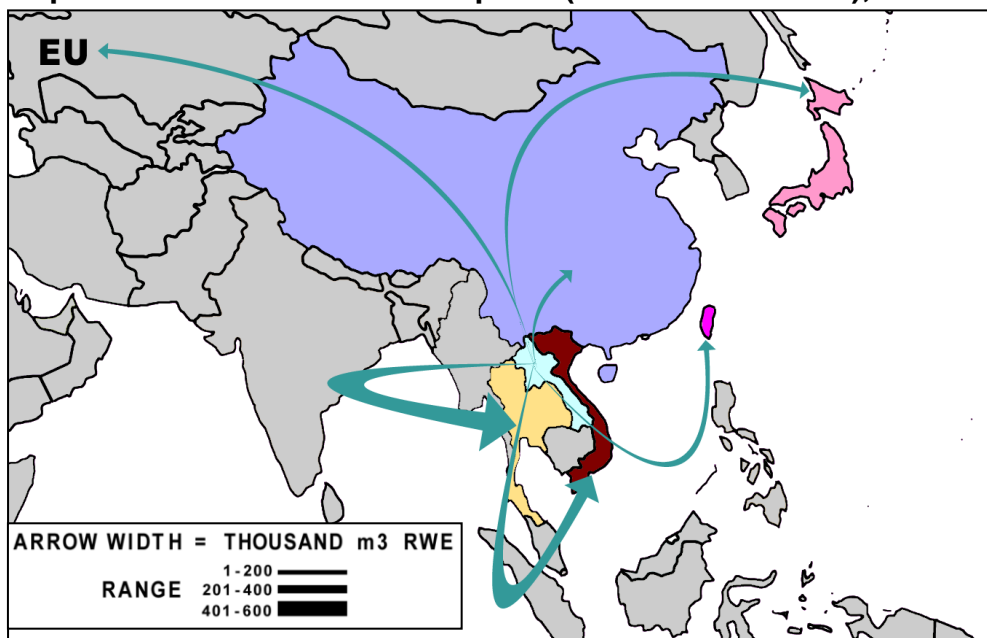 EU
ARROW WIDTH = THOUSAND m3 RWE
RANGE
1-200
201-400
401-600